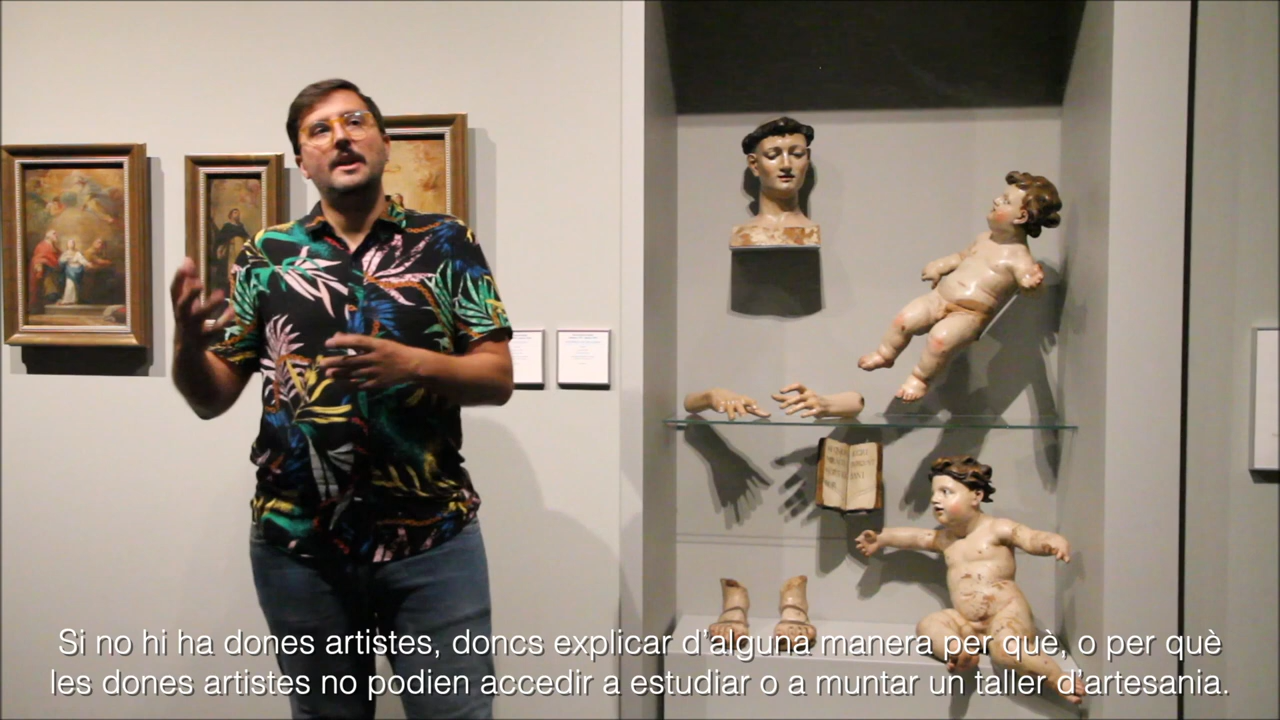 Si no hi ha dones artistes, doncs explicar d'alguna manera per què, o per què
les dones artistes no podien accedir a estudiar o a muntar un taller d'artesania.